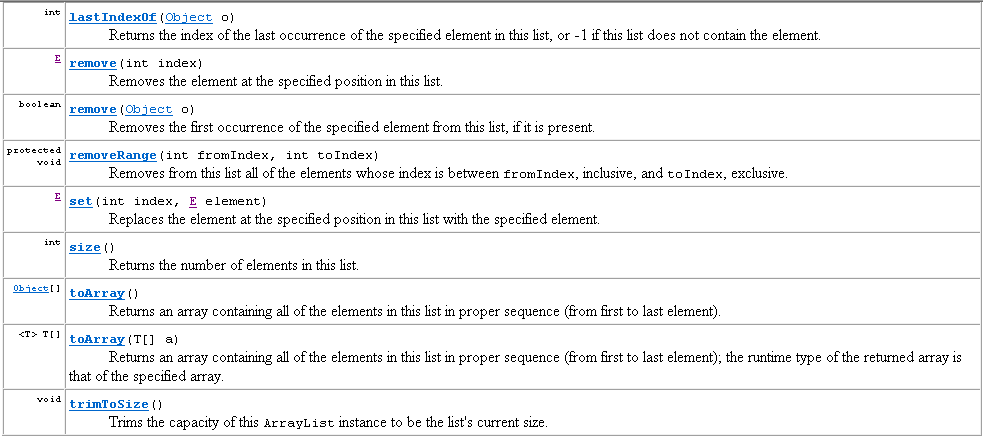 int lastIndexOf(Object o)
Returns the index of the last occurrence of the specified element in this list, or -1 if this list does not contain the element.
E remove(int index)
Removes the element at the specified position in this list.
boolean remove(Object o)
Removes the first occurrence of the specified element from this list, if it is present.
protected void removeRange(int fromIndex, int toIndex)
Removes from this list all of the elements whose index is between fromIndex, inclusive, and toIndex, exclusive.
E set(int index, E element)
Replaces the element at the specified position in this list with the specified element.
int size()
Returns the number of elements in this list.
Object[] toArray()
Returns an array containing all of the elements in this list in proper sequence (from first to last element).
<T> T[] toArray(T[] a)
Returns an array containing all of the elements in this list in proper sequence (from first to last element); the runtime type of the returned array is
that of the specified array.
void trimToSize()
Trims the capacity of this ArrayList instance to be the list's current size.